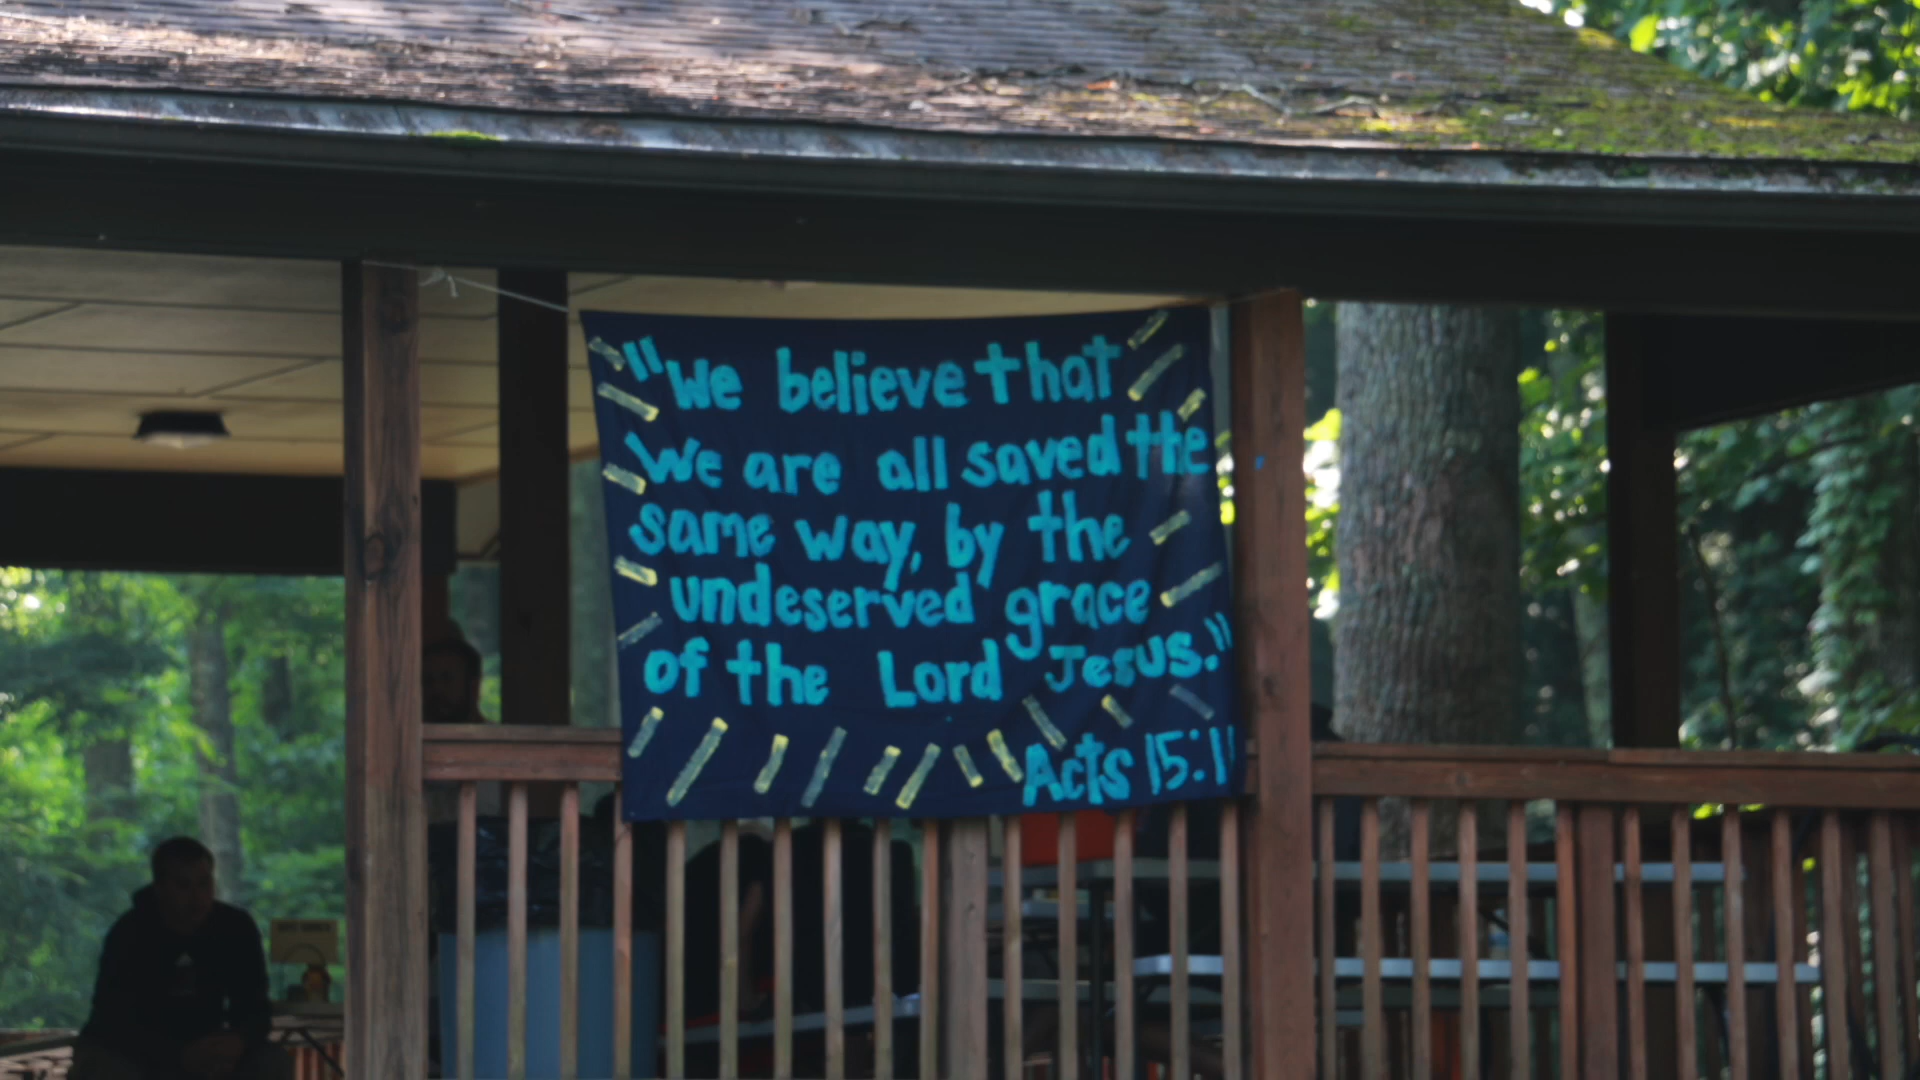 "We believe that
We are all saved the
same way, by the
undeserved grace
of the Lord Jesus."
Acts 15:11